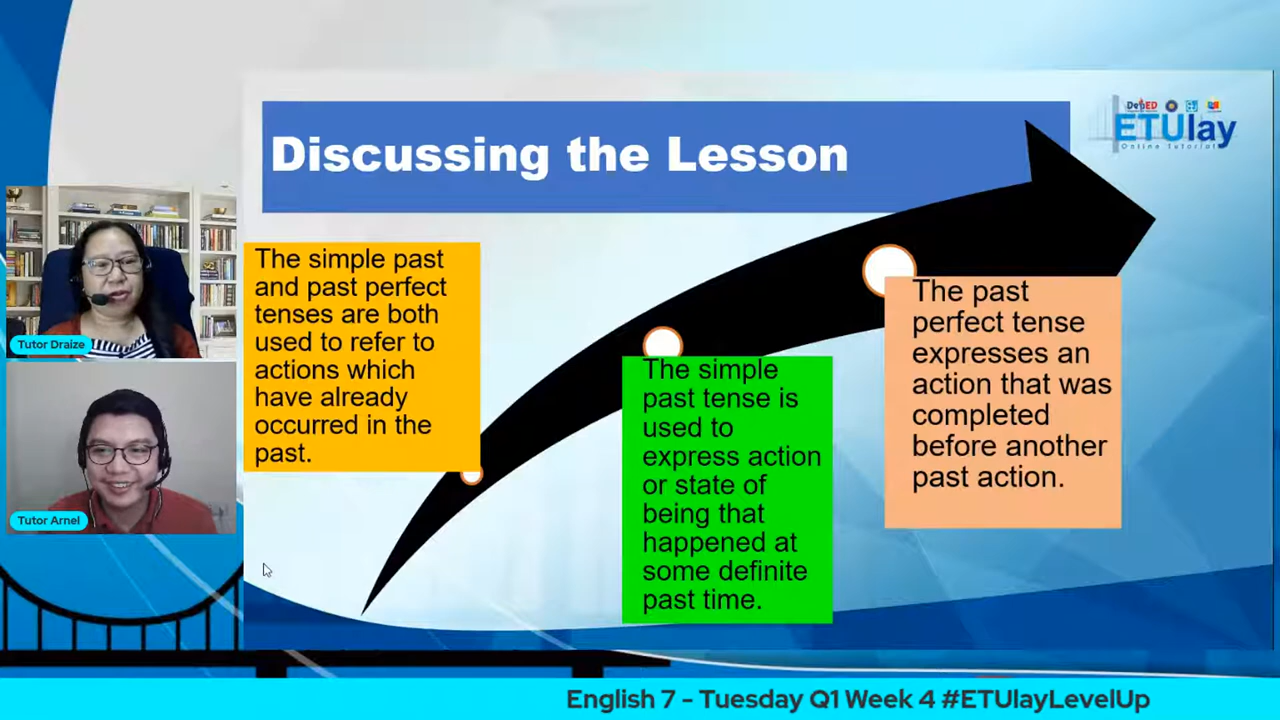 Discussing the Lesson
DepED
ETUlay
Online Tutorial
Tutor Draize
Tutor Arnel
The simple past
and past perfect
tenses are both
used to refer to
actions which
have already
occurred in the
past.
The simple
past tense is
used to
express action
or state of
being that
happened at
some definite
past time.
The past
perfect tense
expresses an
action that was
completed
before another
past action.
English 7 - Tuesday Q1 Week 4 #ETUlayLevelUp